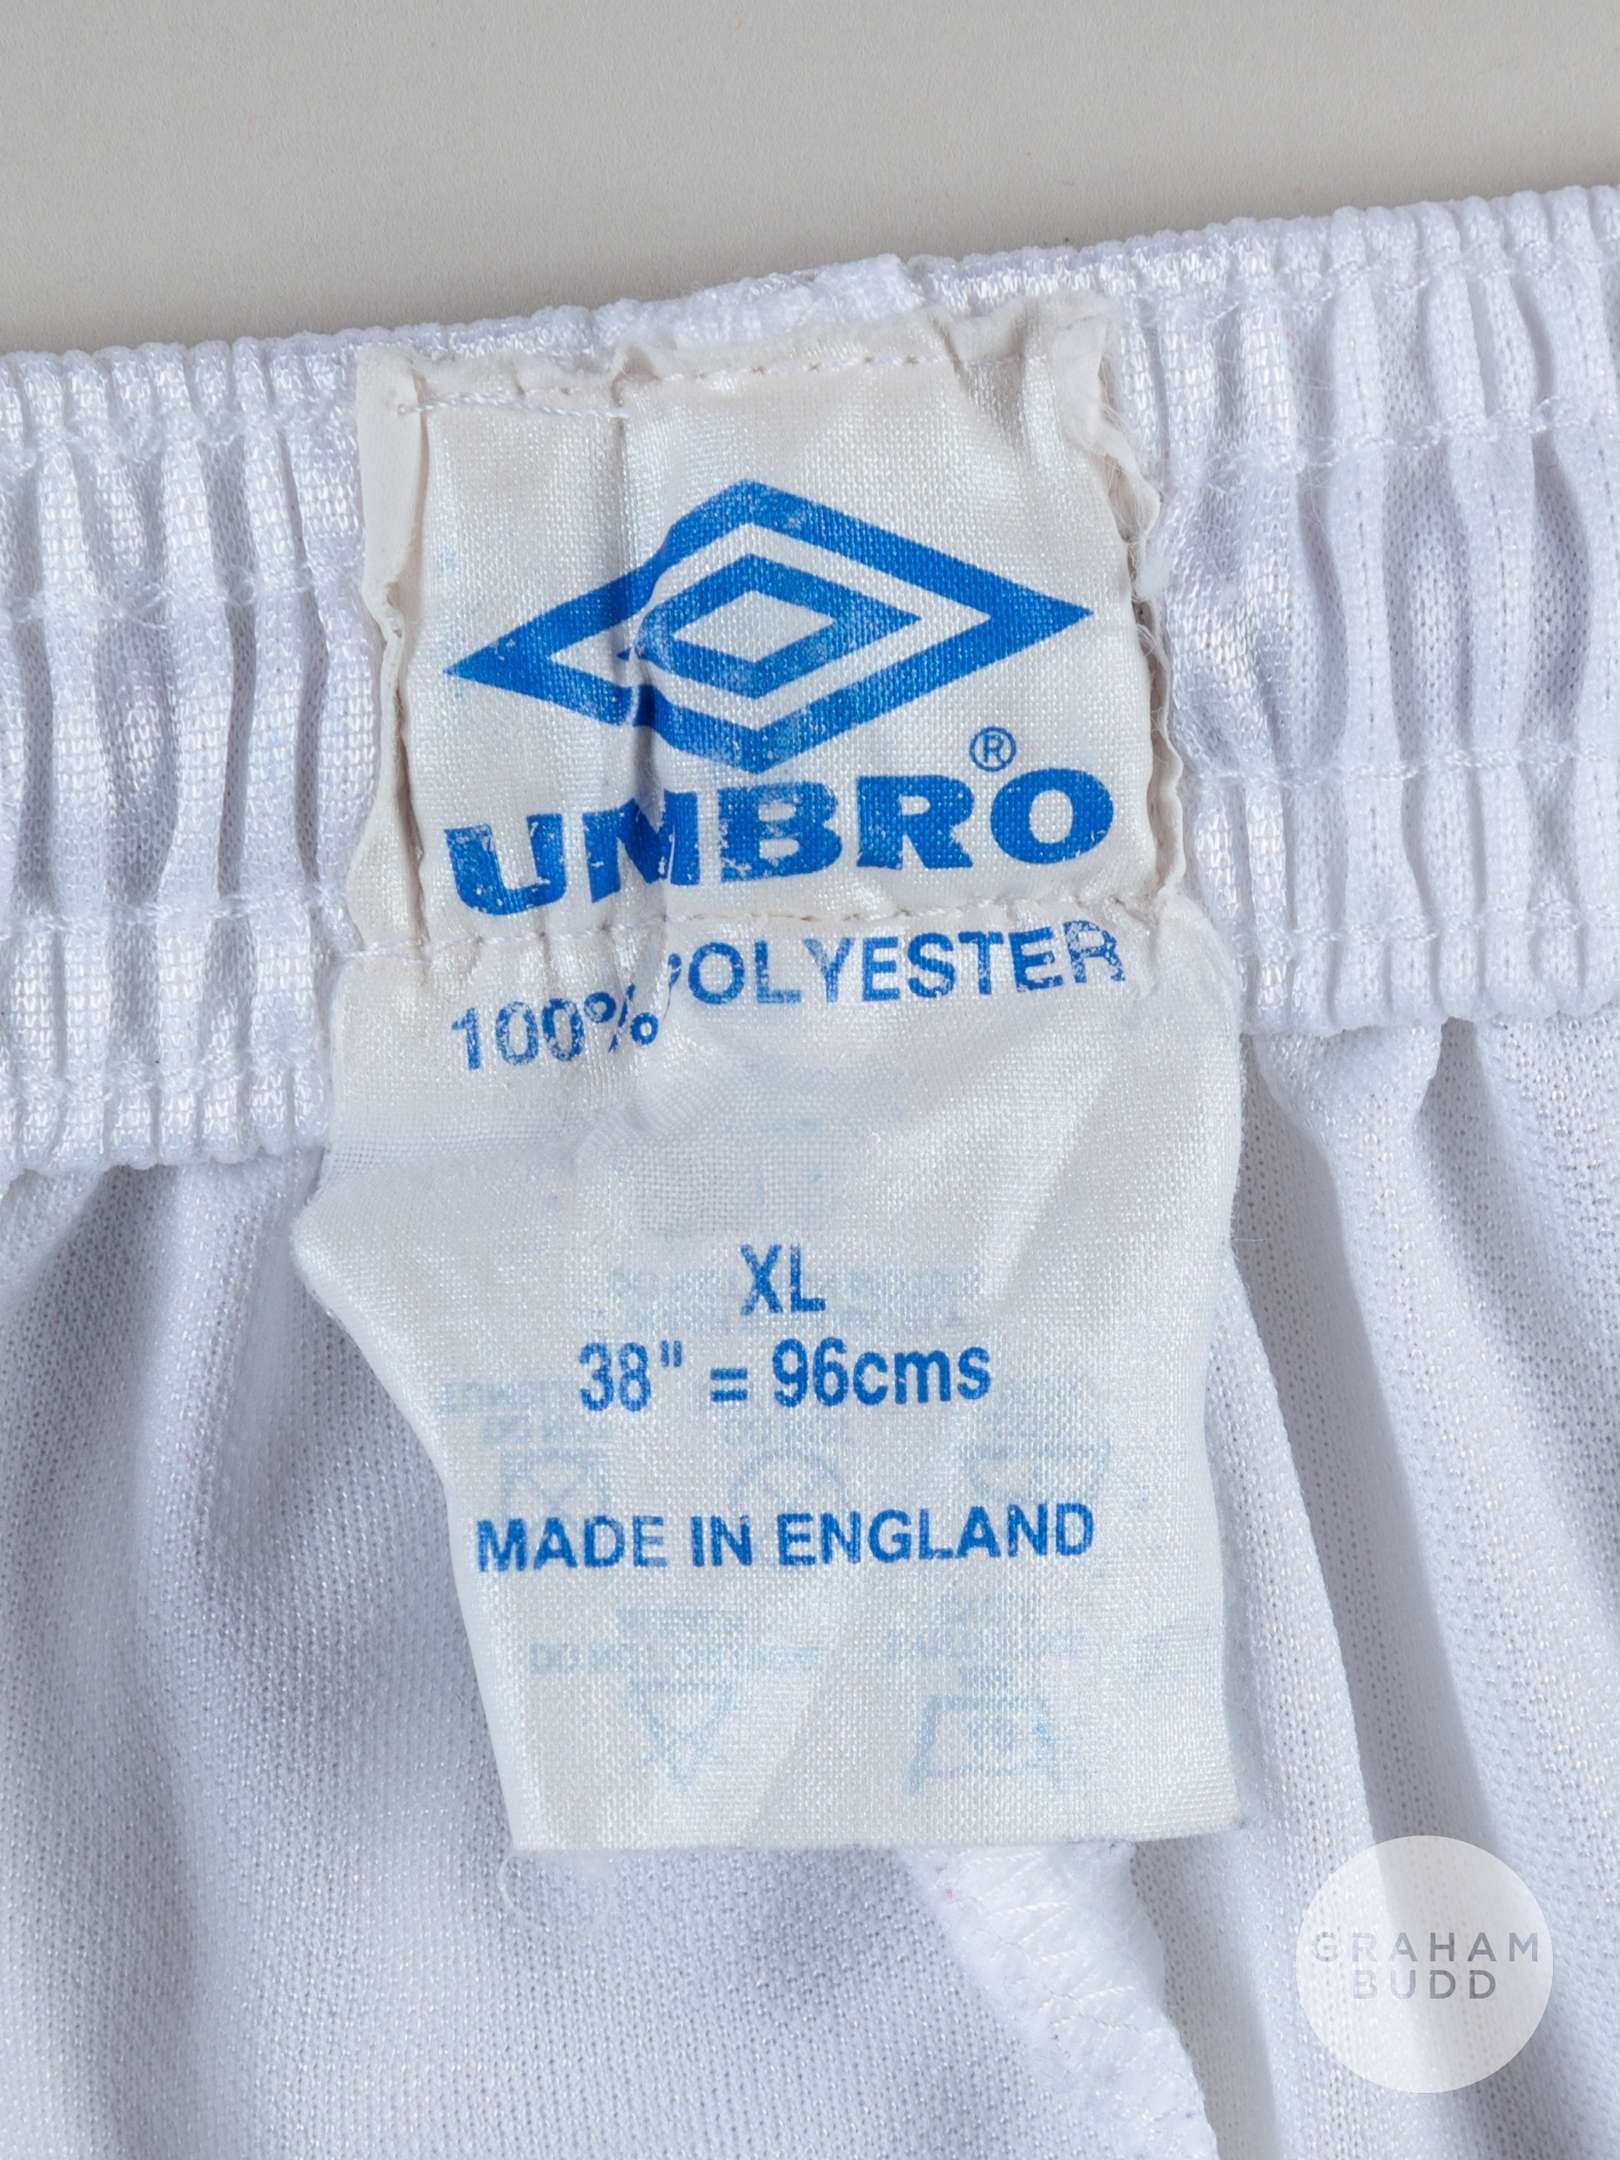 ®
UMBRO
100% POLYESTER
XL
38" = 96cms
MADE IN ENGLAND
GRAHAM
BUDD